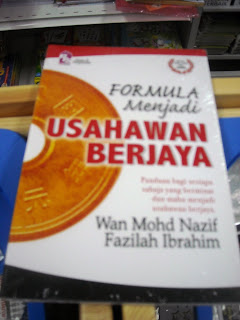 FORMULA
Menjadi
USAHAWAN
BERJAYA
Panduan bagi sesiapa
sahaja yang berminat
dan mahu menjadi
usahawan berjaya.
Wan Mohd Nazif
Fazilah Ibrahim